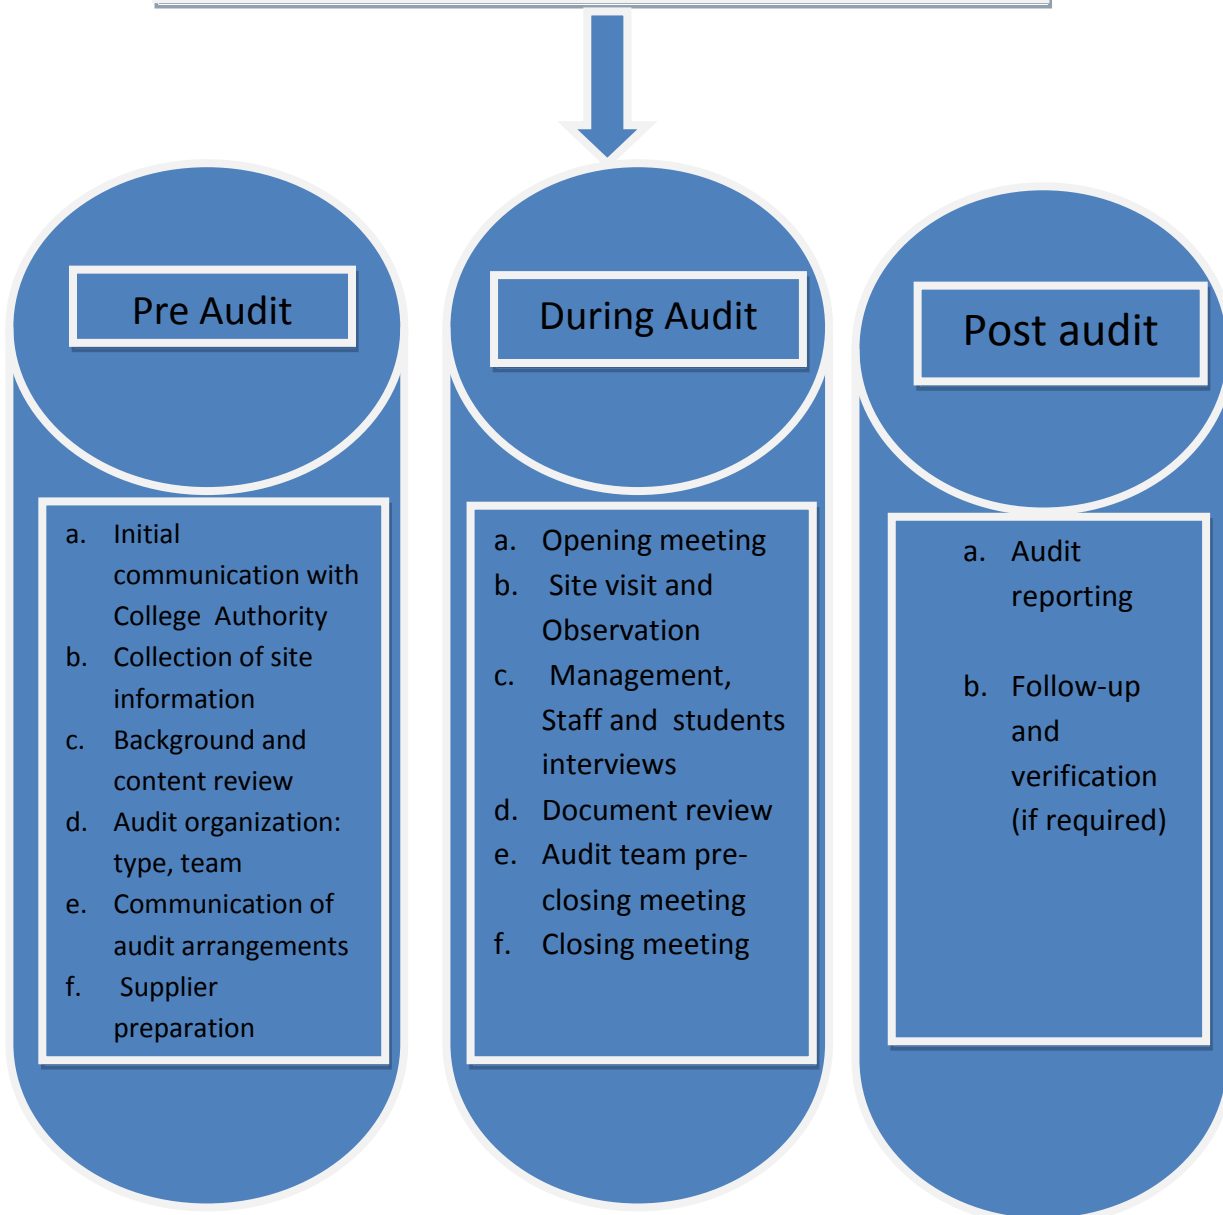 Pre Audit
a. Initial
communication with
College Authority
b. Collection of site
information
c. Background and
content review
d. Audit organization:
type, team
e. Communication of
audit arrangements
f. Supplier
preparation
During Audit
a. Opening meeting
b. Site visit and
Observation
c. Management,
Staff and students
interviews
d. Document review
e. Audit team pre-
closing meeting
f. Closing meeting
Post audit
a. Audit
reporting
b. Follow-up
and
verification
(if required)